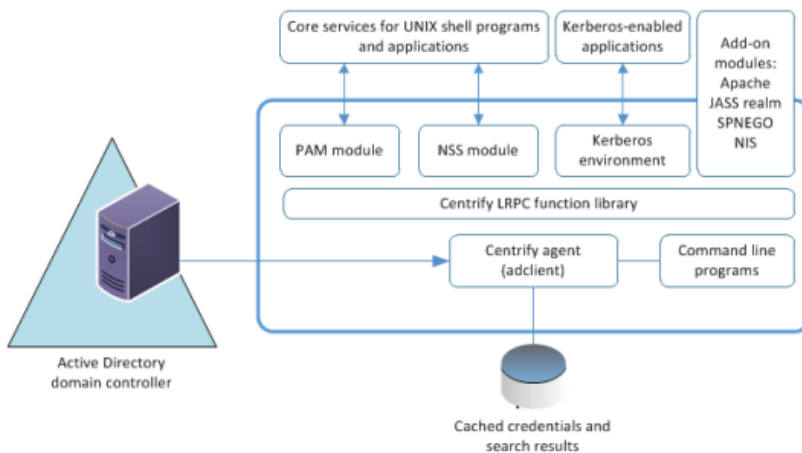 Core services for UNIX shell programs
and applications
Kerberos-enabled
applications
Add-on
modules:
Apache
JASS realm
SPNEGO
NIS
PAM module
NSS module
Kerberos
environment
Centrify LRPC function library
Centrify agent
(adclient)
Command line
programs
Active Directory
domain controller
Cached credentials and
search results